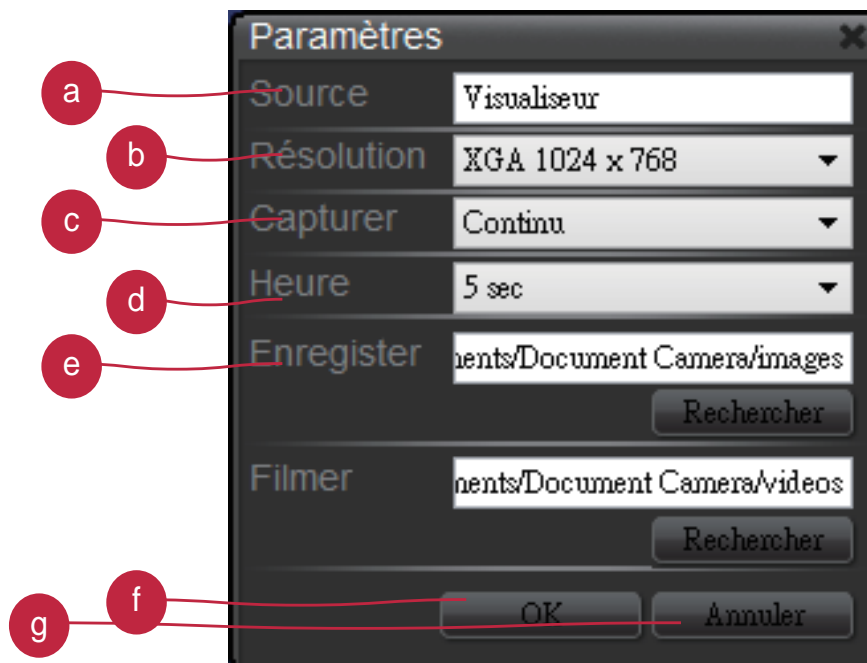 Paramètres
a Source Visualiseur
b Résolution XGA 1024 x 768
c Capturer Continu
d Heure 5 sec
e Enregister nents/Document Camera/images
Rechercher
Filmer nents/Document Camera/videos
Rechercher
f OK
g Annuler